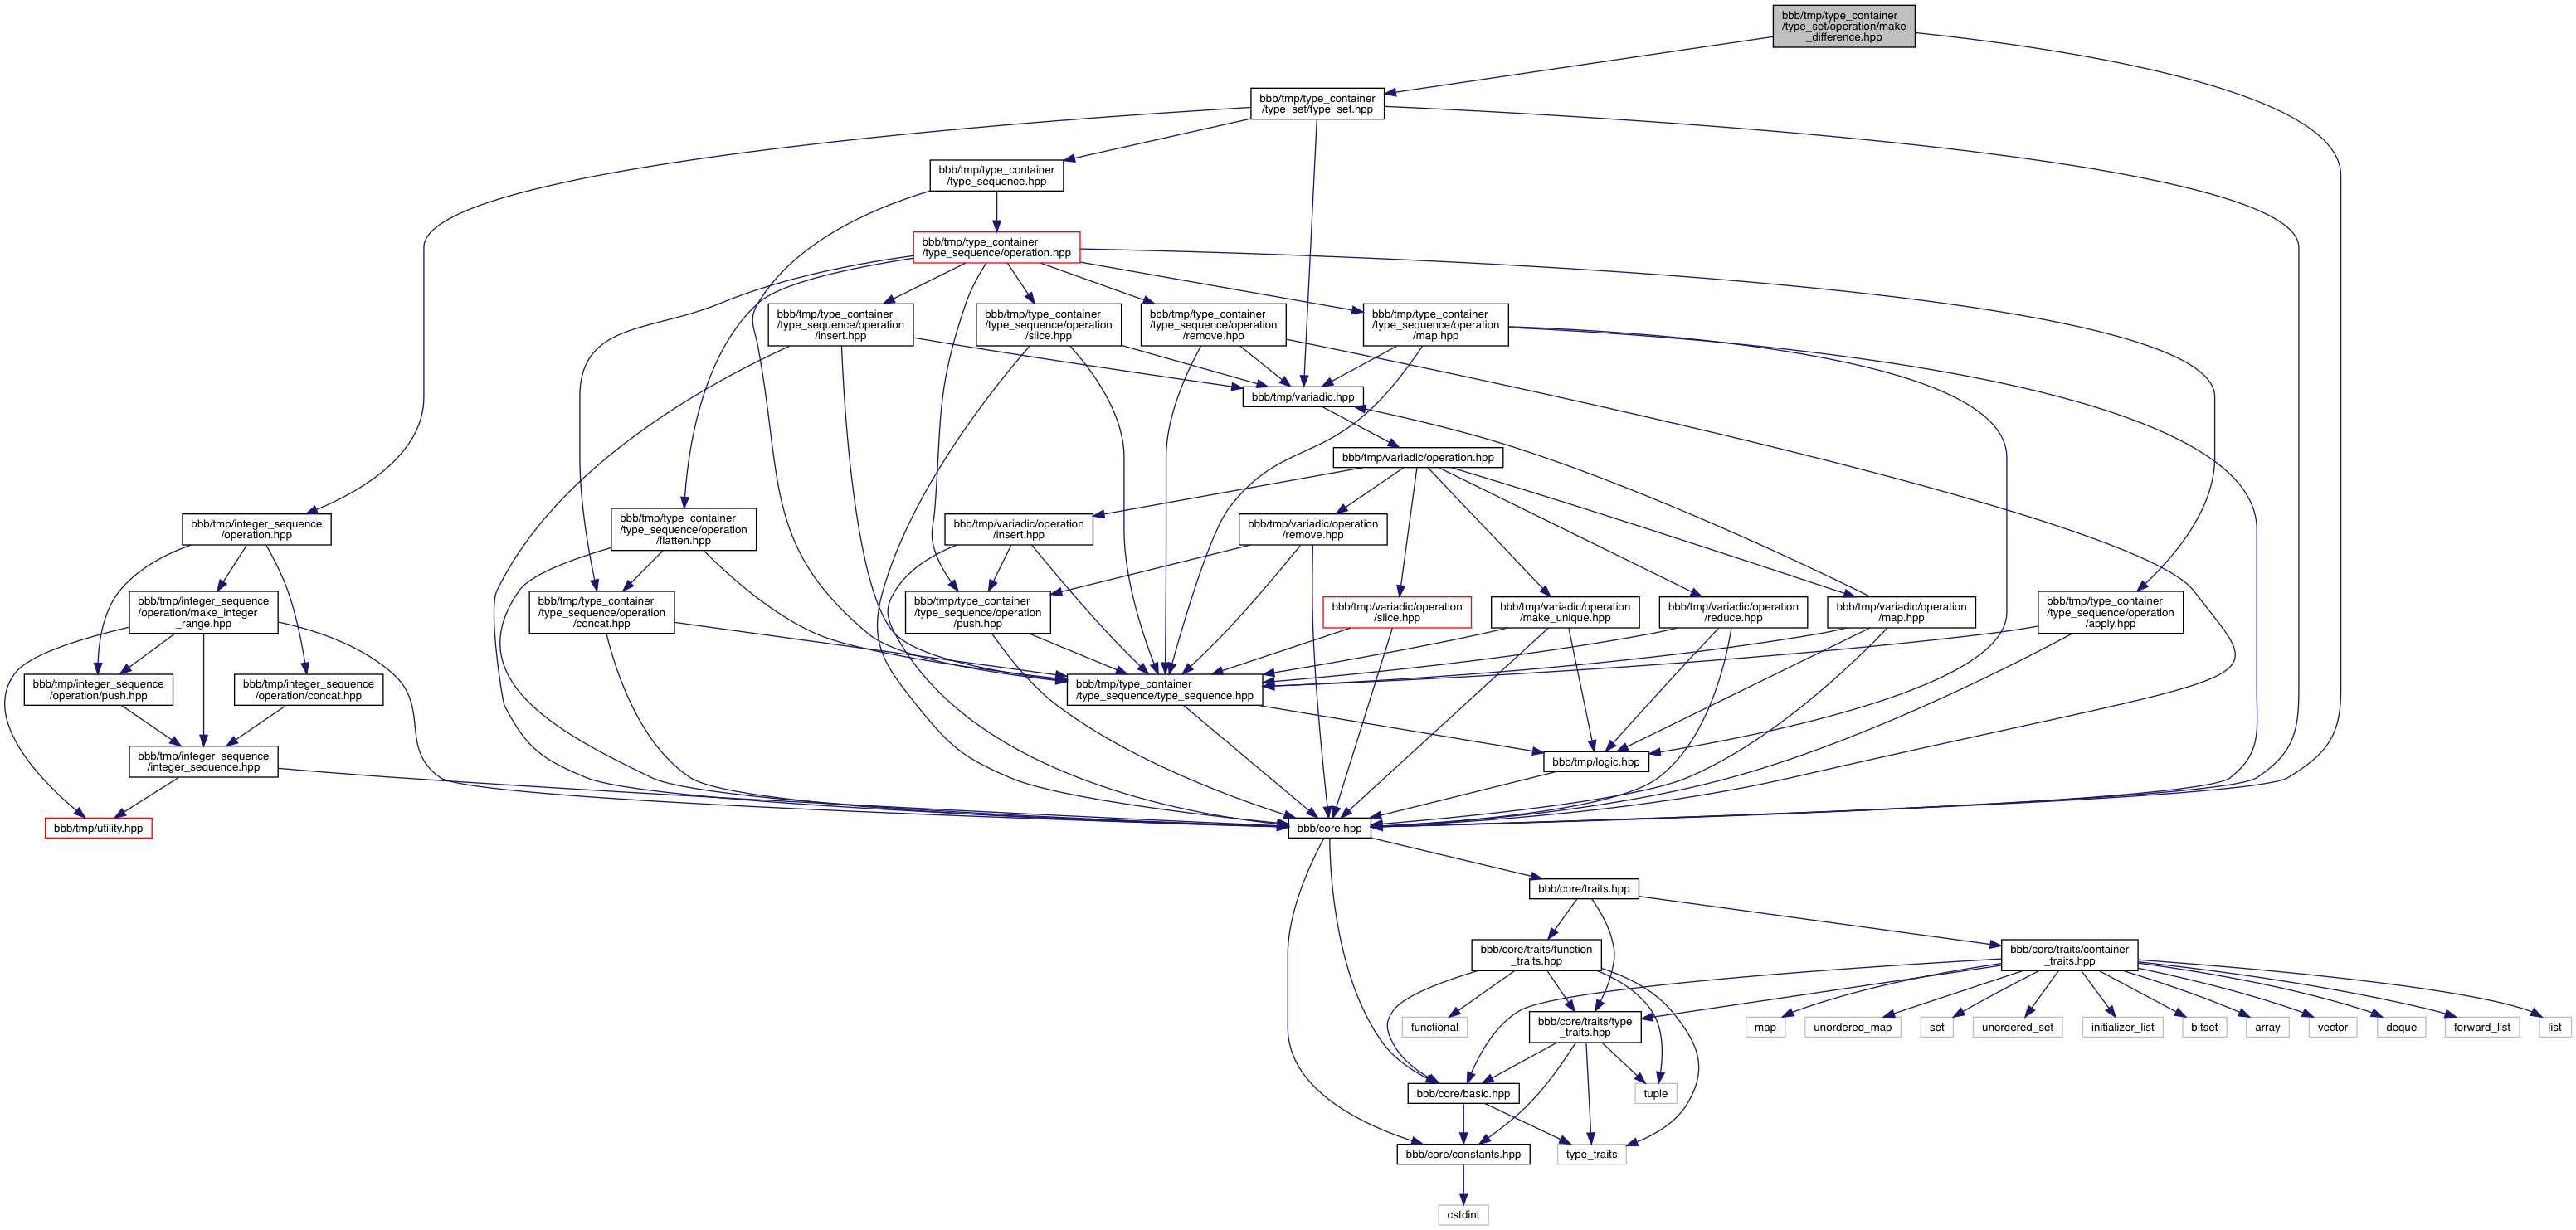 bbb/tmp/type_container
/type_set/operation/make
_difference.hpp
bbb/tmp/type_container
/type_set/type_set.hpp
bbb/tmp/type_container
/type_sequence.hpp
bbb/tmp/type_container
/type_sequence/operation.hpp
bbb/tmp/type_container
/type_sequence/operation
/insert.hpp
bbb/tmp/type_container
/type_sequence/operation
/slice.hpp
bbb/tmp/type_container
/type_sequence/operation
/remove.hpp
bbb/tmp/type_container
/type_sequence/operation
/map.hpp
bbb/tmp/variadic.hpp
bbb/tmp/variadic/operation.hpp
bbb/tmp/integer_sequence
/operation.hpp
bbb/tmp/type_container
/type_sequence/operation
/flatten.hpp
bbb/tmp/variadic/operation
/insert.hpp
bbb/tmp/variadic/operation
/remove.hpp
bbb/tmp/integer_sequence
/operation/make_integer
_range.hpp
bbb/tmp/type_container
/type_sequence/operation
/concat.hpp
bbb/tmp/type_container
/type_sequence/operation
/push.hpp
bbb/tmp/variadic/operation
/slice.hpp
bbb/tmp/variadic/operation
/make_unique.hpp
bbb/tmp/variadic/operation
/reduce.hpp
bbb/tmp/variadic/operation
/map.hpp
bbb/tmp/type_container
/type_sequence/operation
/apply.hpp
bbb/tmp/integer_sequence
/operation/push.hpp
bbb/tmp/integer_sequence
/operation/concat.hpp
bbb/tmp/type_container
/type_sequence/type_sequence.hpp
bbb/tmp/integer_sequence
/integer_sequence.hpp
bbb/tmp/logic.hpp
bbb/tmp/utility.hpp
bbb/core.hpp
bbb/core/traits.hpp
bbb/core/traits/function
_traits.hpp
bbb/core/traits/container
_traits.hpp
functional
bbb/core/traits/type
_traits.hpp
map
unordered_map
set
unordered_set
initializer_list
bitset
array
vector
deque
forward_list
list
bbb/core/basic.hpp
tuple
bbb/core/constants.hpp
type_traits
cstdint